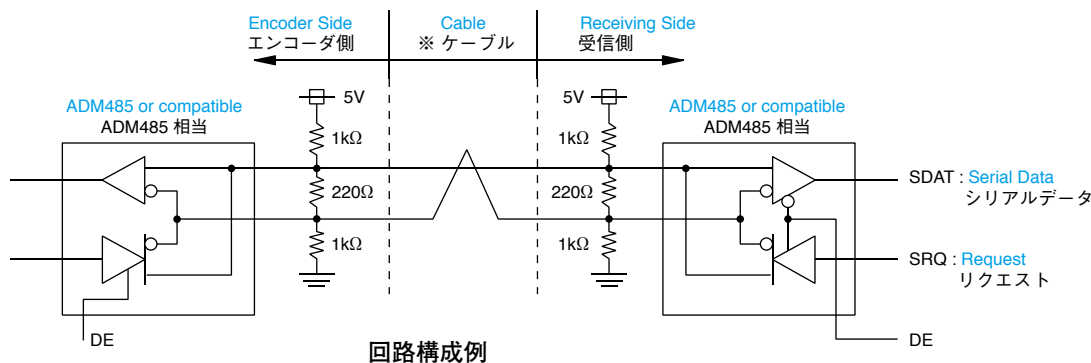 Encoder Side
エンコーダ側
Cable
※ ケーブル
Receiving Side
受信側
ADM485 or compatible
ADM485 相当
5V
1kΩ
220Ω
1kΩ
5V
1kΩ
220Ω
1kΩ
ADM485 or compatible
ADM485 相当
SDAT : Serial Data
シリアルデータ
SRQ : Request
リクエスト
DE
DE
回路構成例